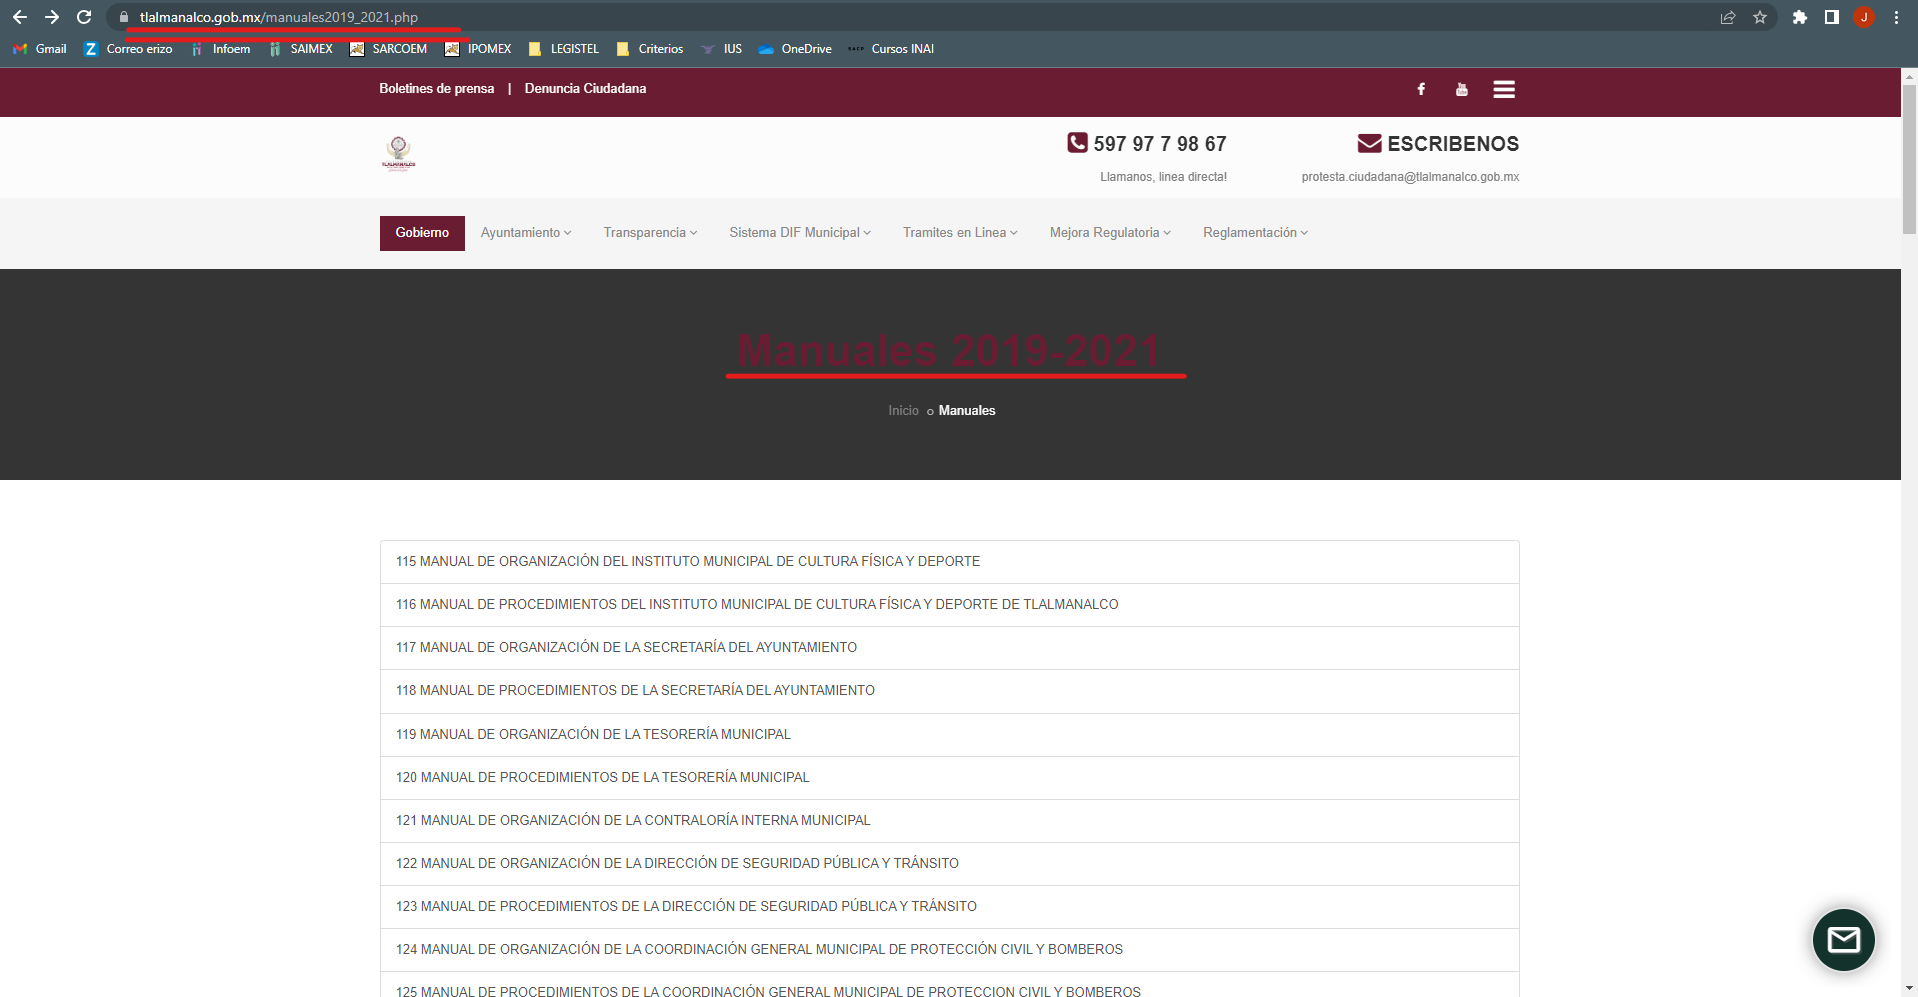 tlalmanalco.gob.mx/manuales2019_2021.php
J
Gmail
Z Correo erizo
Infoem
SAIMEX
SARCOEM
IPOMEX
LEGISTEL
Criterios
IUS
OneDrive
Cursos INAI
Boletines de prensa | Denuncia Ciudadana
TLALMANALCO
597 97 7 98 67
Llamanos, linea directa!
ESCRIBENOS
protesta.ciudadana@tlalmanalco.gob.mx
Gobierno
Ayuntamiento
Transparencia
Sistema DIF Municipal
Tramites en Linea
Mejora Regulatoria
Reglamentación
Manuales 2019-2021
Inicio o Manuales
115 MANUAL DE ORGANIZACIÓN DEL INSTITUTO MUNICIPAL DE CULTURA FÍSICA Y DEPORTE
116 MANUAL DE PROCEDIMIENTOS DEL INSTITUTO MUNICIPAL DE CULTURA FÍSICA Y DEPORTE DE TLALMANALCO
117 MANUAL DE ORGANIZACIÓN DE LA SECRETARÍA DEL AYUNTAMIENTO
118 MANUAL DE PROCEDIMIENTOS DE LA SECRETARÍA DEL AYUNTAMIENTO
119 MANUAL DE ORGANIZACIÓN DE LA TESORERÍA MUNICIPAL
120 MANUAL DE PROCEDIMIENTOS DE LA TESORERÍA MUNICIPAL
121 MANUAL DE ORGANIZACIÓN DE LA CONTRALORÍA INTERNA MUNICIPAL
122 MANUAL DE ORGANIZACIÓN DE LA DIRECCIÓN DE SEGURIDAD PÚBLICA Y TRÁNSITO
123 MANUAL DE PROCEDIMIENTOS DE LA DIRECCIÓN DE SEGURIDAD PÚBLICA Y TRÁNSITO
124 MANUAL DE ORGANIZACIÓN DE LA COORDINACIÓN GENERAL MUNICIPAL DE PROTECCIÓN CIVIL Y BOMBEROS
125 MANUAL DE PROCEDIMIENTOS DE LA COORDINACIÓN GENERAL MUNICIPAL DE PROTECCION CIVIL Y BOMBEROS